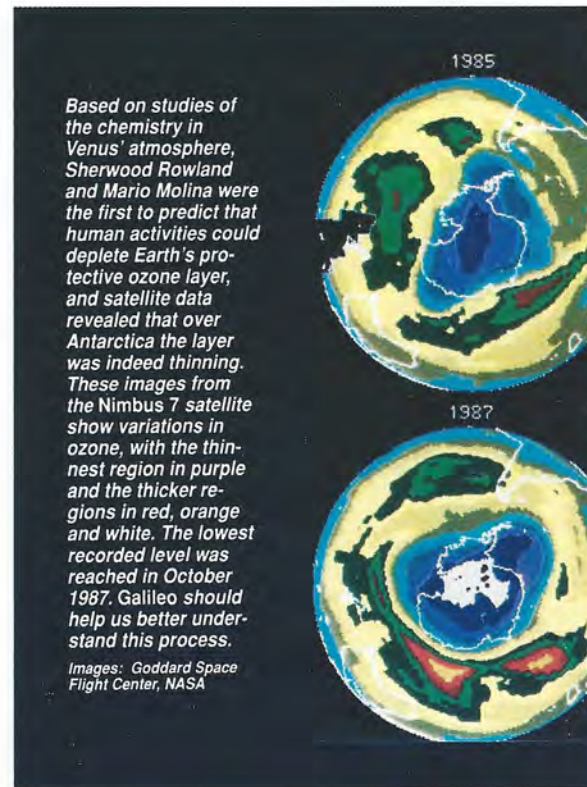 Based on studies of
the chemistry in
Venus' atmosphere,
Sherwood Rowland
and Mario Molina were
the first to predict that
human activities could
deplete Earth's pro-
tective ozone layer,
and satellite data
revealed that over
Antarctica the layer
was indeed thinning.
These images from
the Nimbus 7 satellite
show variations in
ozone, with the thin-
nest region in purple
and the thicker re-
gions in red, orange
and white. The lowest
recorded level was
reached in October
1987. Galileo should
help us better under-
stand this process.
Images: Goddard Space
Flight Center, NASA
1985
1987